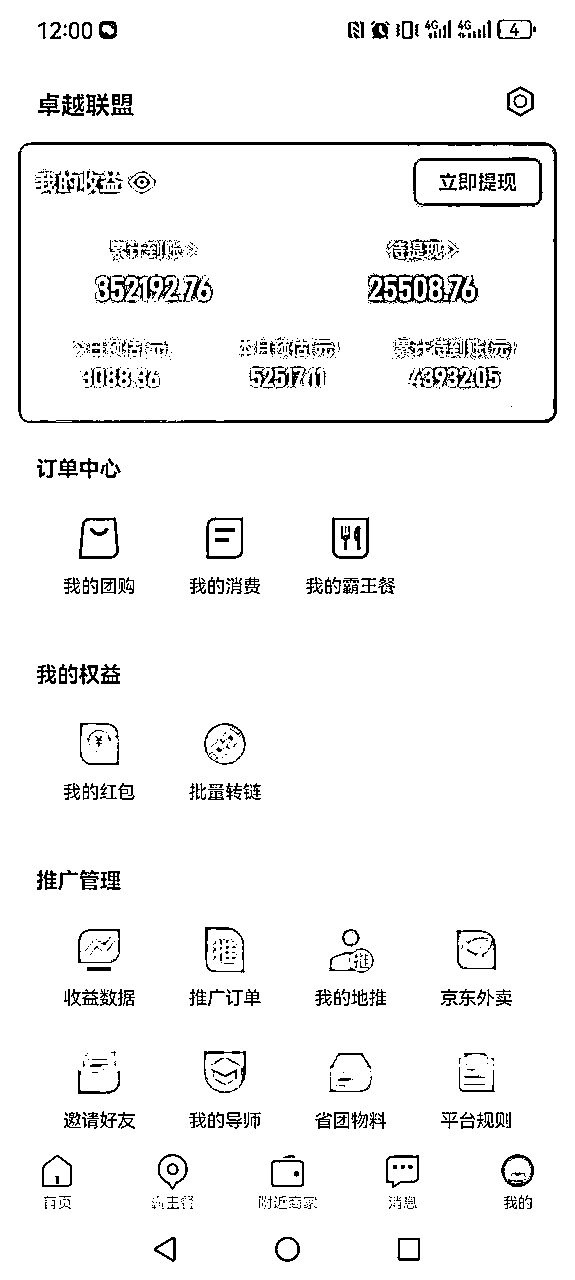 12:00 4G 4G 4
卓越联盟
我的收益 立即提现
累计到账> 待提现>
352192.76 25508.76
今日预估(元) 本月预估(元) 累计待到账(元)
3088.36 52517.11 43932.05
订单中心
我的团购 我的消费 我的霸王餐
我的权益
¥
我的红包 批量转链
推广管理
推 推
收益数据 推广订单 我的地推 京东外卖
邀请好友 我的导师 省团物料 平台规则
首页 霸王餐 附近商家 消息 我的